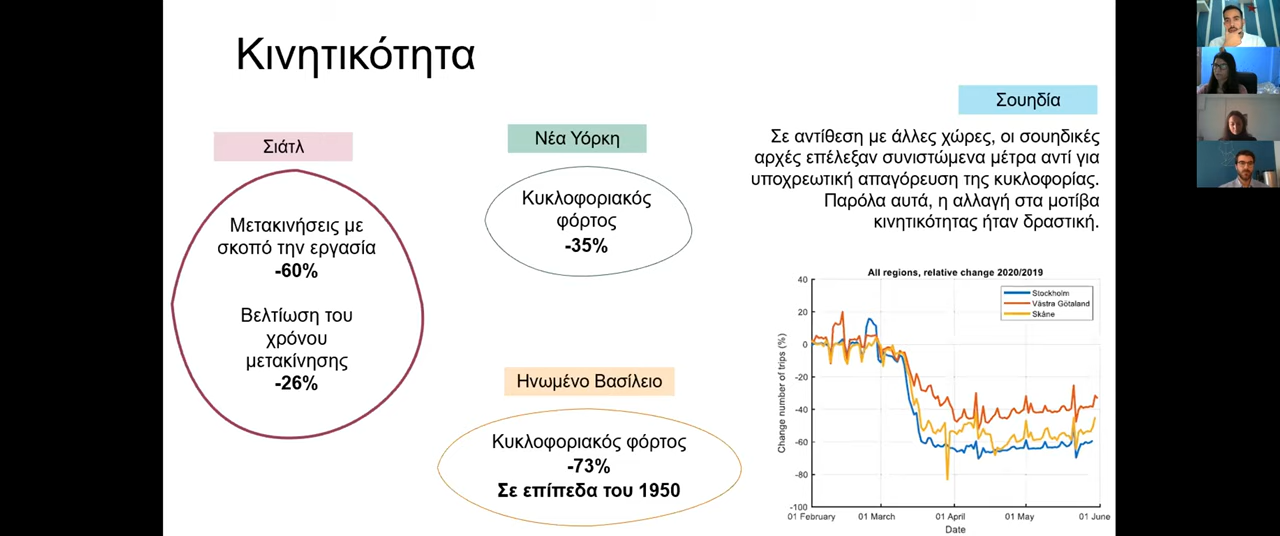 Κινητικότητα
Σιάτλ
Μετακινήσεις με
σκοπό την εργασία
-60%
Βελτίωση του
χρόνου
μετακίνησης
-26%
Νέα Υόρκη
Κυκλοφοριακός
φόρτος
-35%
Ηνωμένο Βασίλειο
Κυκλοφοριακός φόρτος
-73%
Σε επίπεδα του 1950
Σουηδία
Σε αντίθεση με άλλες χώρες, οι σουηδικές
αρχές επέλεξαν συνιστώμενα μέτρα αντί για
υποχρεωτική απαγόρευση της κυκλοφορίας.
Παρόλα αυτά, η αλλαγή στα μοτίβα
κινητικότητας ήταν δραστική.
All regions, relative change 2020/2019
Stockholm
Västra Götaland
Skåne
Change number of trips (%)
40
20
0
-20
-40
-60
-80
-100
01 February 01 March 01 April 01 May 01 June
Date